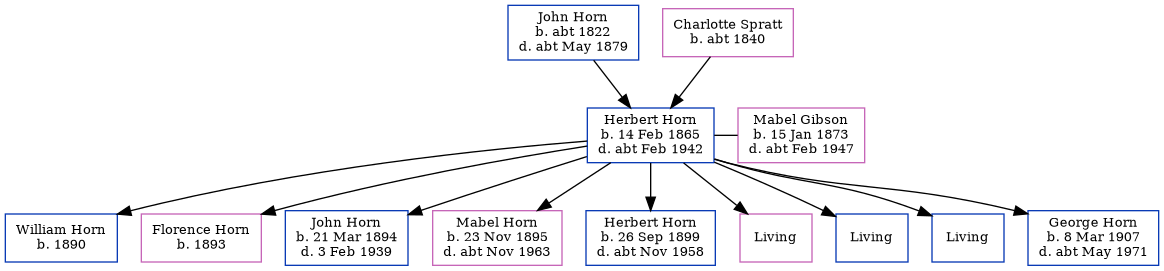 John Horn
b. abt 1822
d. abt May 1879
Charlotte Spratt
b. abt 1840
Herbert Horn
b. 14 Feb 1865
d. abt Feb 1942
Mabel Gibson
b. 15 Jan 1873
d. abt Feb 1947
William Horn
b. 1890
Florence Horn
b. 1893
John Horn
b. 21 Mar 1894
d. 3 Feb 1939
Mabel Horn
b. 23 Nov 1895
d. abt Nov 1963
Herbert Horn
b. 26 Sep 1899
d. abt Nov 1958
Living
Living
Living
George Horn
b. 8 Mar 1907
d. abt May 1971